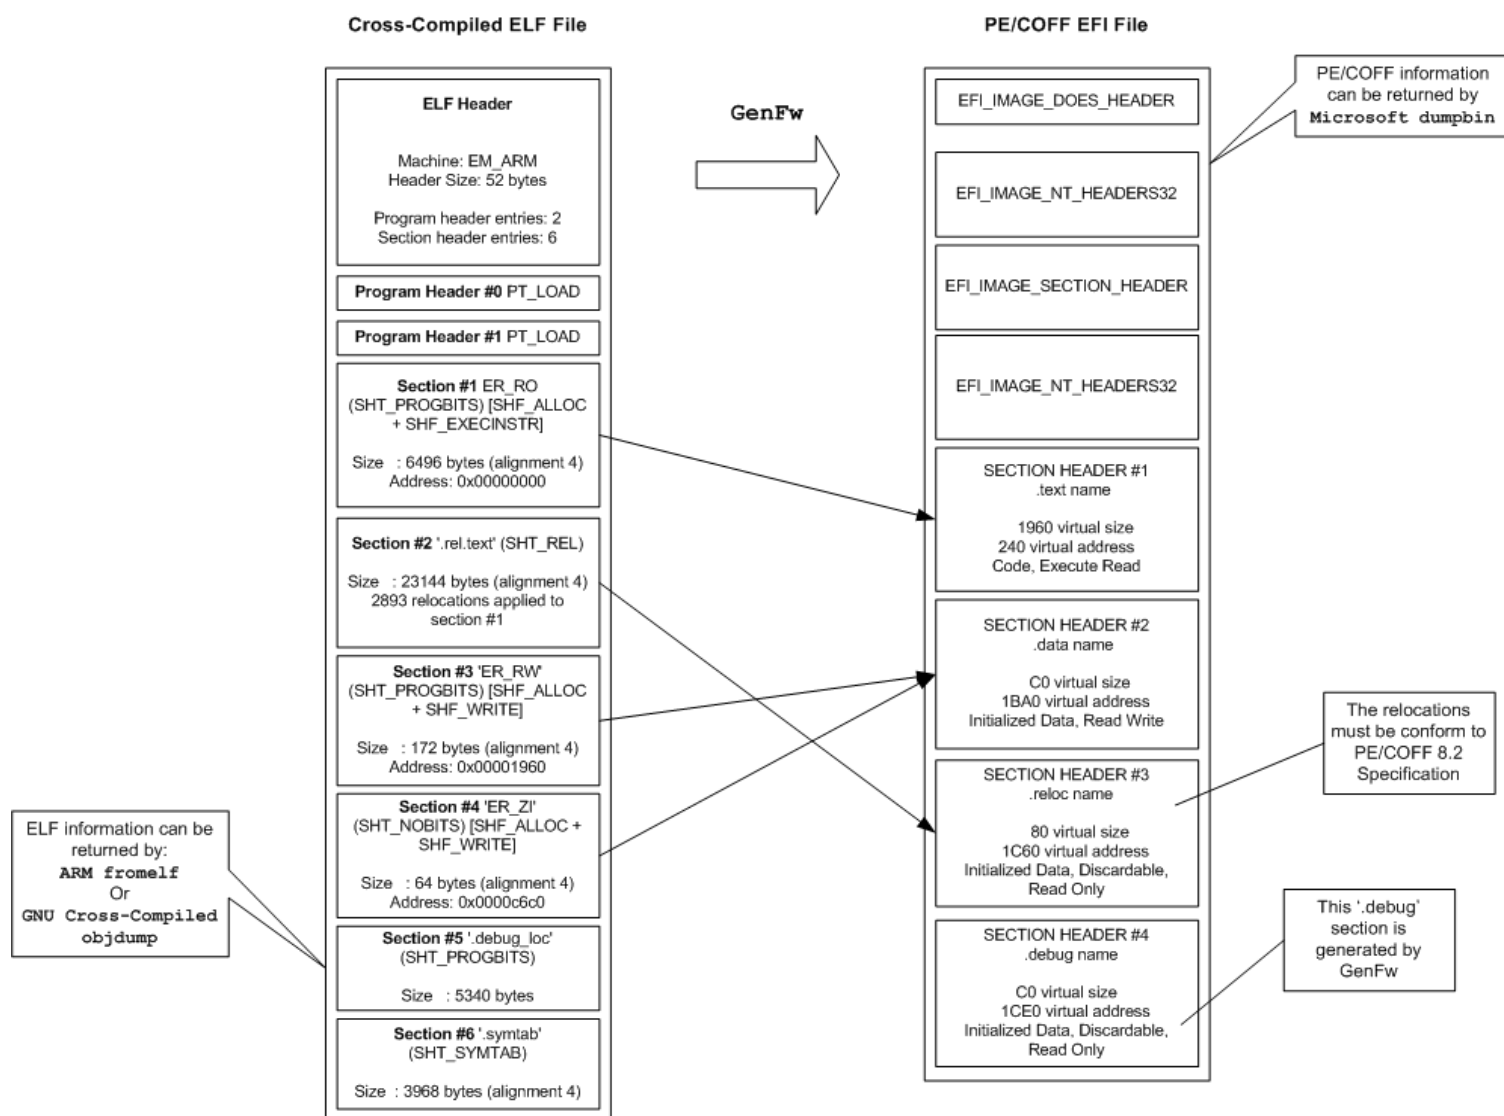 Cross-Compiled ELF File
ELF Header
Machine: EM_ARM
Header Size: 52 bytes
Program header entries: 2
Section header entries: 6
Program Header #0 PT_LOAD
Program Header #1 PT_LOAD
Section #1 ER_RO
(SHT_PROGBITS) [SHF_ALLOC
+ SHF_EXECINSTR]
Size : 6496 bytes (alignment 4)
Address: 0x00000000
Section #2 '.rel.text' (SHT_REL)
Size : 23144 bytes (alignment 4)
2893 relocations applied to
section #1
Section #3 'ER_RW'
(SHT_PROGBITS) [SHF_ALLOC
+ SHF_WRITE]
Size : 172 bytes (alignment 4)
Address: 0x00001960
Section #4 'ER_ZI'
(SHT_NOBITS) [SHF_ALLOC +
SHF_WRITE]
Size : 64 bytes (alignment 4)
Address: 0x0000c6c0
Section #5 '.debug_loc'
(SHT_PROGBITS)
Size : 5340 bytes
Section #6 '.symtab'
(SHT_SYMTAB)
Size : 3968 bytes (alignment 4)
ELF information can be
returned by:
ARM fromelf
Or
GNU Cross-Compiled
objdump
GenFw
PE/COFF EFI File
EFI_IMAGE_DOES_HEADER
EFI_IMAGE_NT_HEADERS32
EFI_IMAGE_SECTION_HEADER
EFI_IMAGE_NT_HEADERS32
SECTION HEADER #1
.text name
1960 virtual size
240 virtual address
Code, Execute Read
SECTION HEADER #2
.data name
C0 virtual size
1BA0 virtual address
Initialized Data, Read Write
SECTION HEADER #3
.reloc name
80 virtual size
1C60 virtual address
Initialized Data, Discardable,
Read Only
SECTION HEADER #4
.debug name
C0 virtual size
1CE0 virtual address
Initialized Data, Discardable,
Read Only
PE/COFF information
can be returned by
Microsoft dumpbin
The relocations
must be conform to
PE/COFF 8.2
Specification
This '.debug'
section is
generated by
GenFw